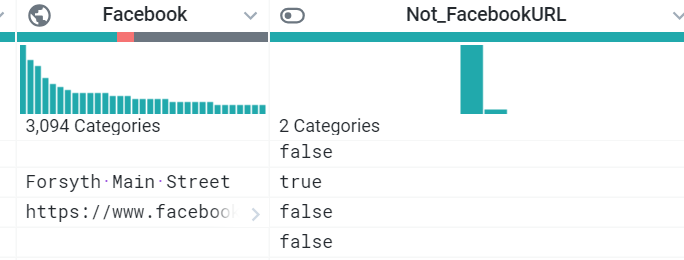 Facebook Not_FacebookURL
3,094 Categories 2 Categories
false
Forsyth·Main·Street true
https://www.faceboo false
false